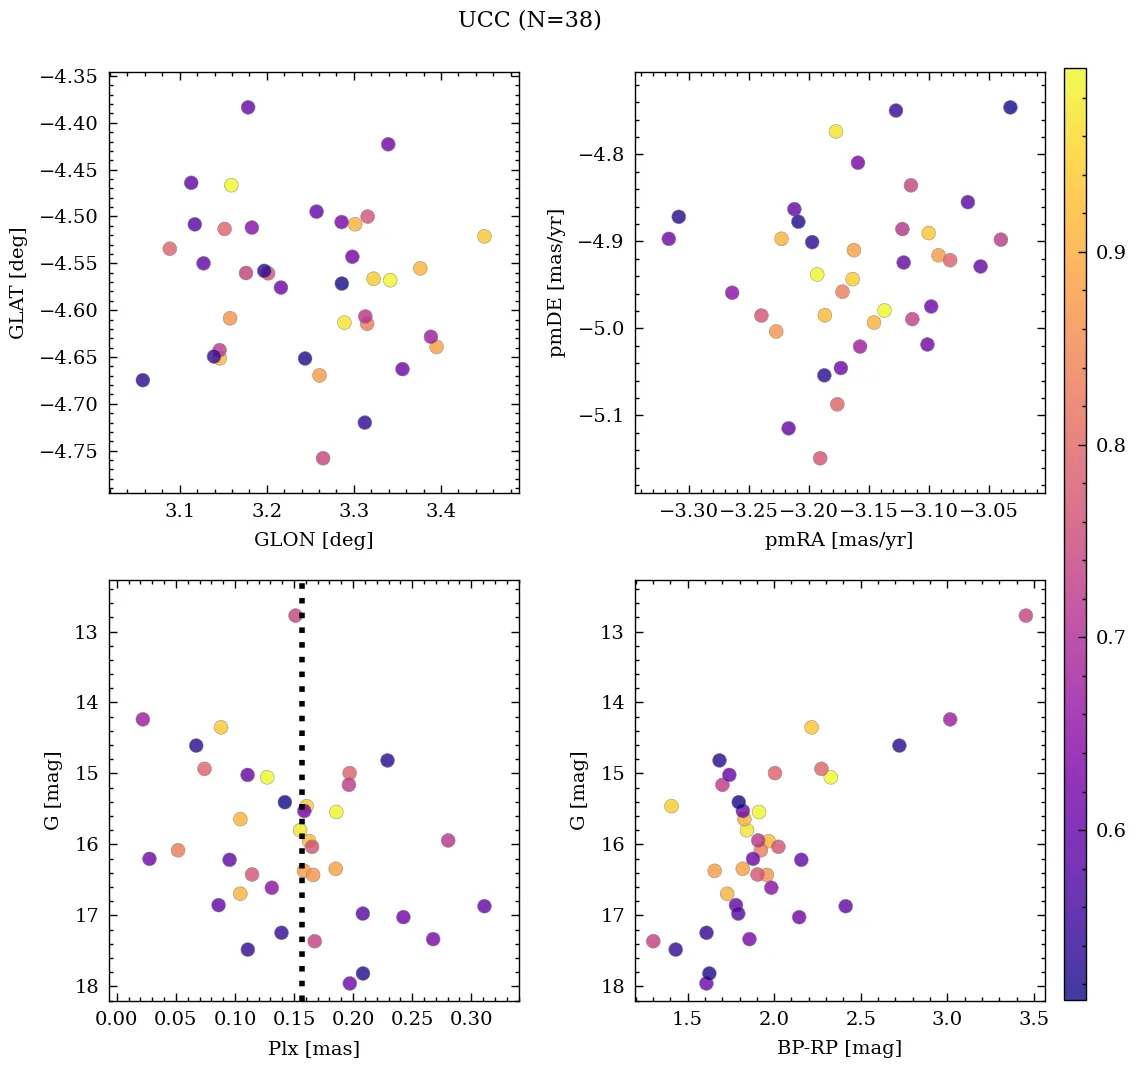 UCC (N=38)
−4.35
−4.40
−4.45
−4.50
−4.55
−4.60
−4.65
−4.70
−4.75
GLAT [deg]
3.1 3.2 3.3 3.4
GLON [deg]
−4.8
−4.9
−5.0
−5.1
pmDE [mas/yr]
−3.30 −3.25 −3.20 −3.15 −3.10 −3.05
pmRA [mas/yr]
13
14
15
16
17
18
G [mag]
0.00 0.05 0.10 0.15 0.20 0.25 0.30
Plx [mas]
13
14
15
16
17
18
G [mag]
1.5 2.0 2.5 3.0 3.5
BP-RP [mag]
0.9
0.8
0.7
0.6